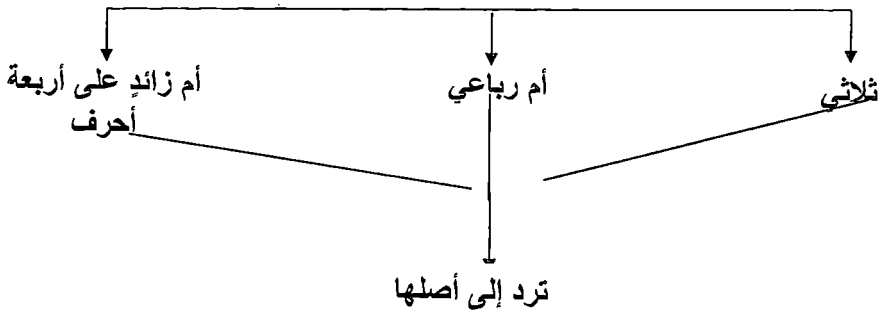 ثلاثي
أم رباعي
أم زائدٍ على أربعة
أحرف
ترد إلى أصلها